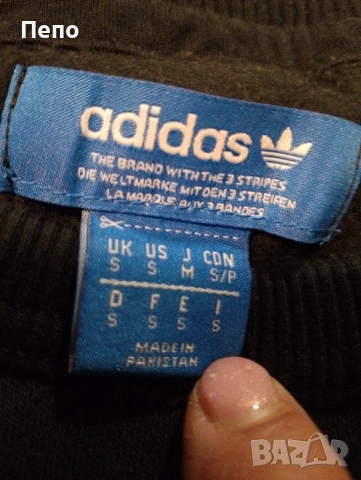 Пепо
adidas
THE BRAND WITH THE 3 STRIPES
DIE WELTMARKE MIT DEN 3 STREIFEN
LA MARQUE AUX 3 BANDES
UK US J CDN
S S M S/P
D F E I
S S S S
MADE IN
PAKISTAN
BAZAR